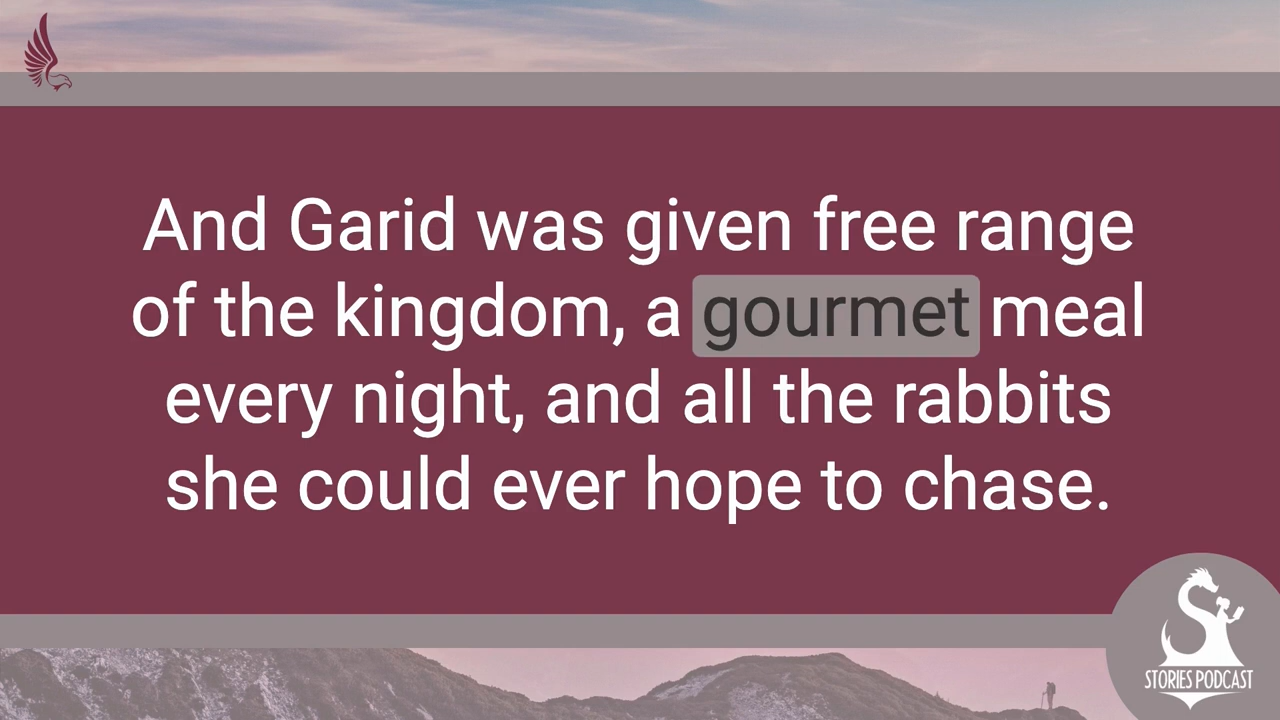 And Garid was given free range
of the kingdom, a gourmet meal
every night, and all the rabbits
she could ever hope to chase.
STORIES PODCAST